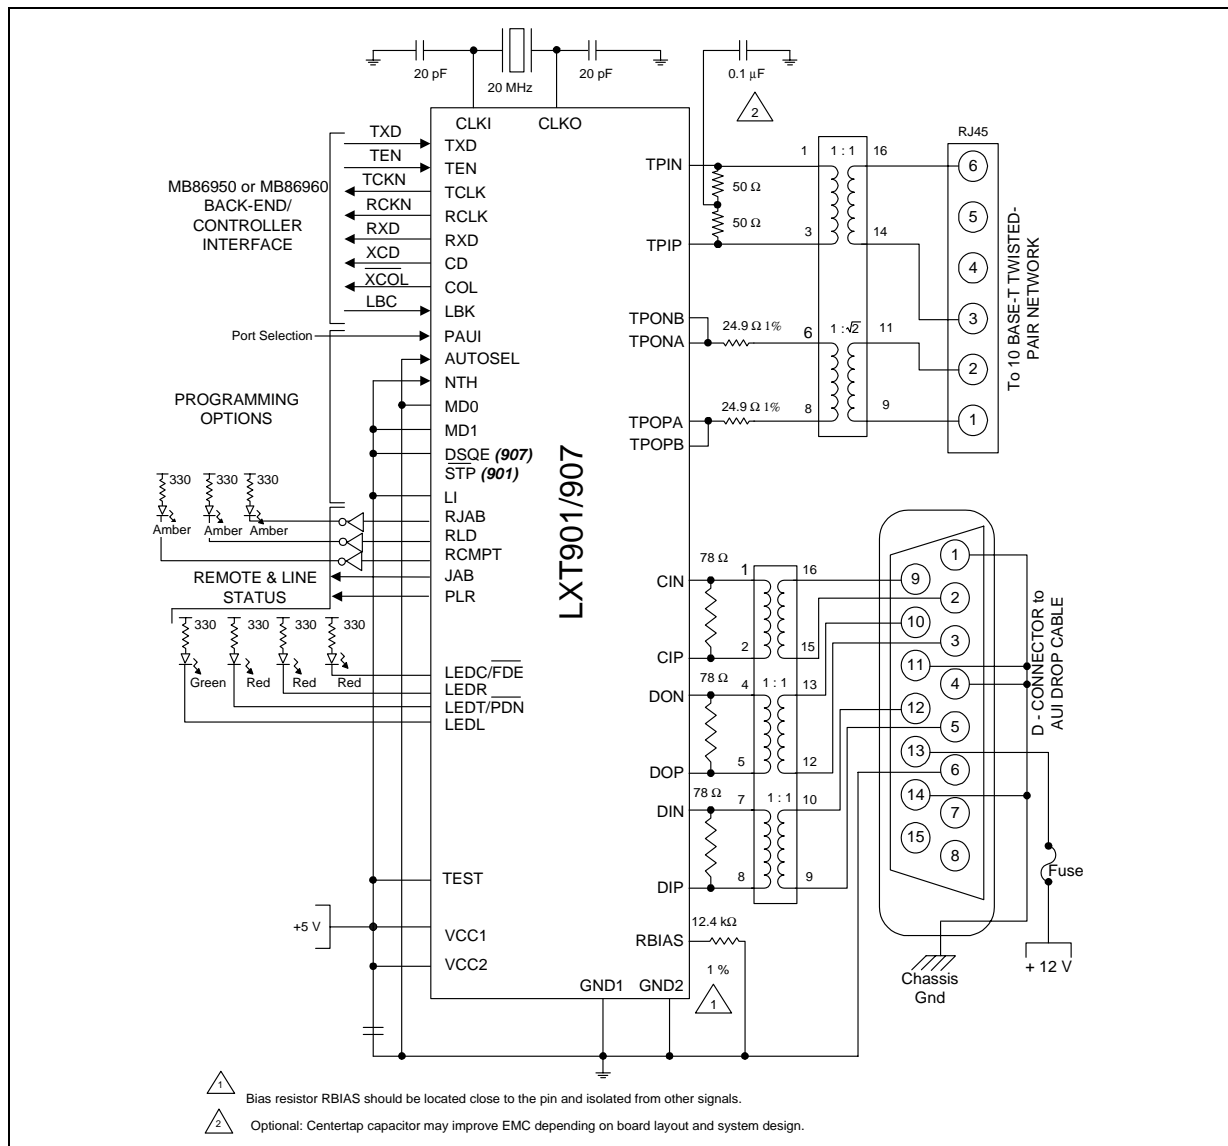 20 pF
20 MHz
20 pF
0.1 µF
2
CLKI
CLKO
TXD
TEN
TCKN
RCKN
RXD
XCD
XCOL
LBC
MB86950 or MB86960
BACK-END/
CONTROLLER
INTERFACE
TXD
TEN
TCLK
RCLK
RXD
CD
COL
LBK
Port Selection
PAUI
AUTOSEL
NTH
MD0
MD1
DSQE (907)
STP (901)
LI
PROGRAMMING
OPTIONS
330
330
330
Amber
Amber
Amber
RJAB
RLD
RCMPT
JAB
PLR
REMOTE & LINE
STATUS
330
330
330
330
Green
Red
Red
Red
LEDC/FDE
LEDR
LEDT/PDN
LEDL
TEST
+5 V
VCC1
VCC2
GND1
GND2
LXT901/907
TPIN
TPIP
50 Ω
50 Ω
1
1 : 1
16
3
14
TPONB
TPONA
24.9 Ω 1%
6
1 :√2
11
TPOPA
TPOPB
24.9 Ω 1%
8
9
RJ45
6
5
4
3
2
1
To 10 BASE-T TWISTED-
PAIR NETWORK
CIN
CIP
78 Ω
1
16
2
15
DON
DOP
78 Ω
4
1 : 1
13
5
12
DIN
DIP
78 Ω
7
1 : 1
10
8
9
RBIAS
12.4 kΩ
1 %
1
1
9
2
10
3
11
4
12
5
13
6
14
7
15
8
D - CONNECTOR to
AUI DROP CABLE
Fuse
+ 12 V
Chassis
Gnd
1
Bias resistor RBIAS should be located close to the pin and isolated from other signals.
2
Optional: Centertap capacitor may improve EMC depending on board layout and system design.